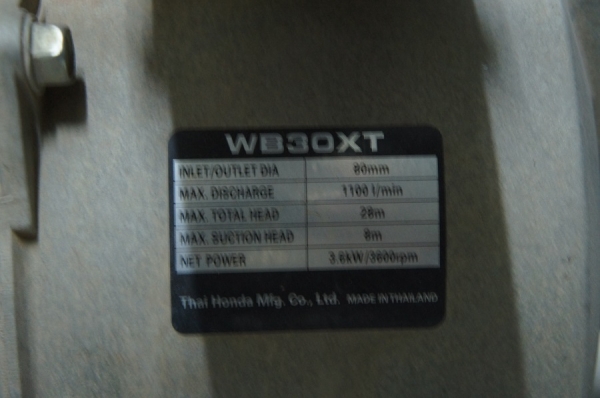 WB30XT
INLET/OUTLET DIA 80mm
MAX. DISCHARGE 1100 l/min
MAX. TOTAL HEAD 28m
MAX. SUCTION HEAD 8m
NET POWER 3.6kW/3600rpm
Thai Honda Mfg. Co., Ltd. MADE IN THAILAND